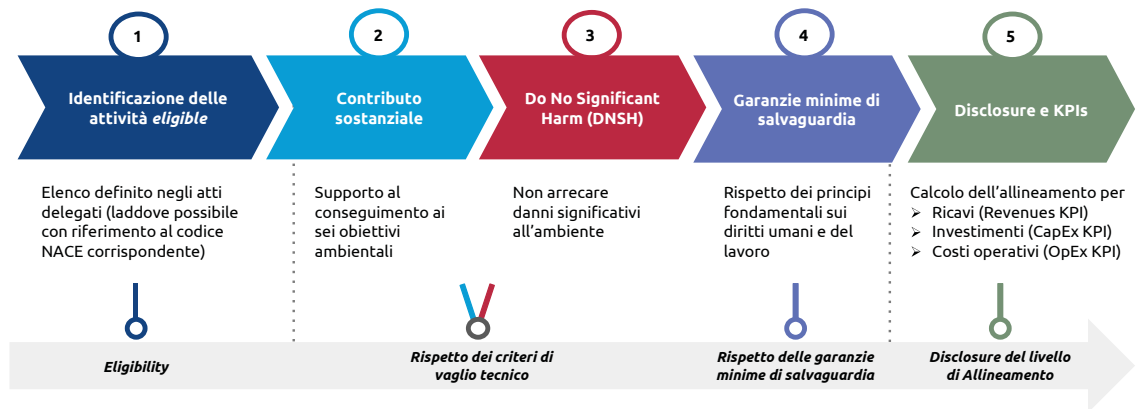 1
2
3
4
5
Identificazione delle
attività eligible
Contributo
sostanziale
Do No Significant
Harm (DNSH)
Garanzie minime di
salvaguardia
Disclosure e KPIs
Elenco definito negli atti
delegati (laddove possibile
con riferimento al codice
NACE corrispondente)
Supporto al
conseguimento ai
sei obiettivi
ambientali
Non arrecare
danni significativi
all’ambiente
Rispetto dei principi
fondamentali sui
diritti umani e del
lavoro
Calcolo dell’allineamento per
➢ Ricavi (Revenues KPI)
➢ Investimenti (CapEx KPI)
➢ Costi operativi (OpEx KPI)
Eligibility
Rispetto dei criteri di
vaglio tecnico
Rispetto delle garanzie
minime di salvaguardia
Disclosure del livello
di Allineamento